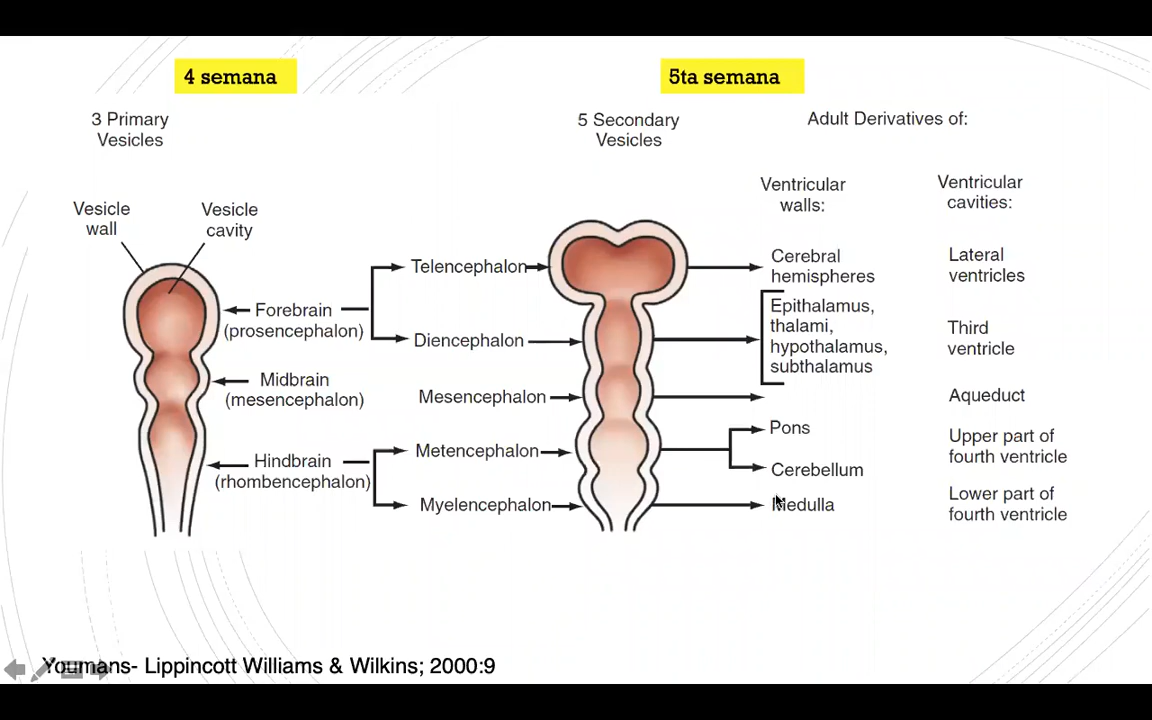 4 semana
5ta semana
3 Primary
Vesicles
5 Secondary
Vesicles
Adult Derivatives of:
Ventricular
walls:
Ventricular
cavities:
Vesicle
wall
Vesicle
cavity
Telencephalon
Cerebral
hemispheres
Lateral
ventricles
Forebrain
(prosencephalon)
Diencephalon
Epithalamus,
thalami,
hypothalamus,
subthalamus
Third
ventricle
Midbrain
(mesencephalon)
Mesencephalon
Aqueduct
Hindbrain
(rhombencephalon)
Metencephalon
Pons
Cerebellum
Upper part of
fourth ventricle
Myelencephalon
Medulla
Lower part of
fourth ventricle
Youmans- Lippincott Williams & Wilkins; 2000:9